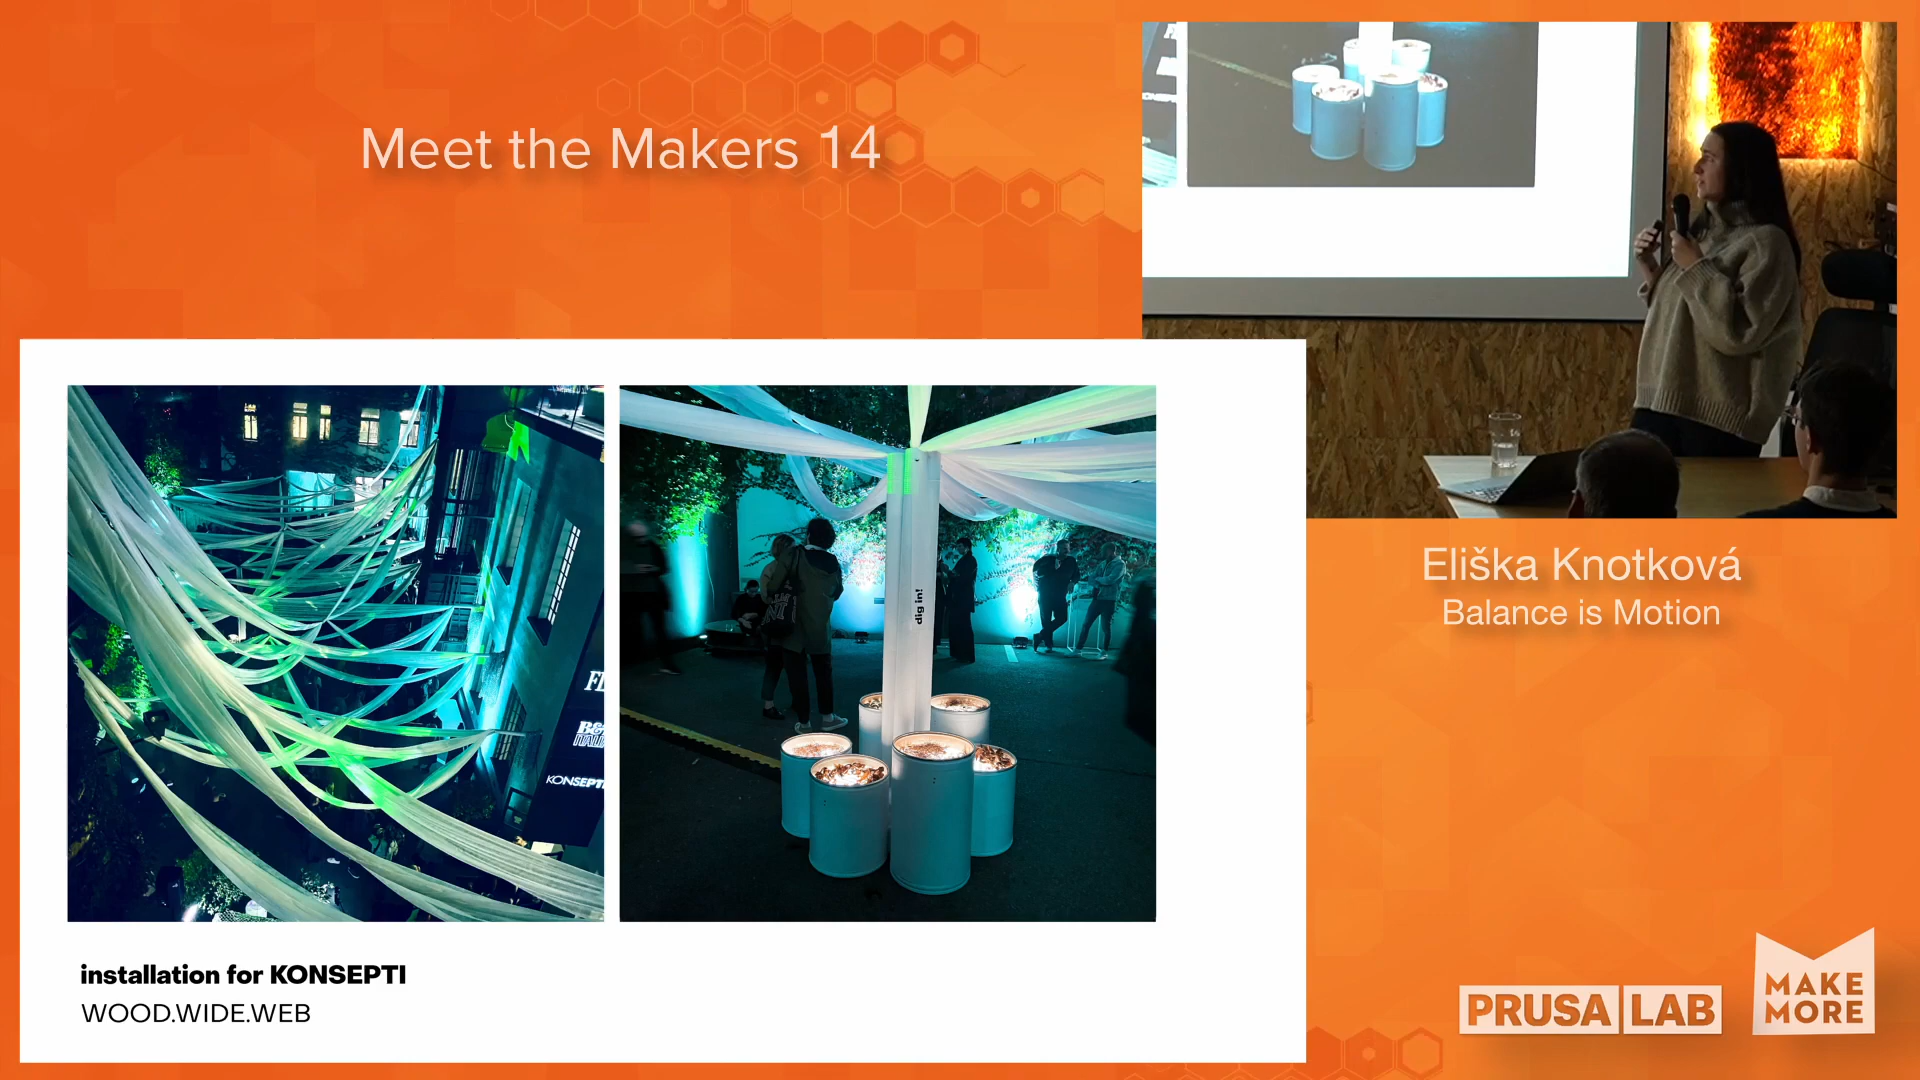 Meet the Makers 14
dig in!
KONSEPTI
installation for KONSEPTI
WOOD.WIDE.WEB
Eliška Knotková
Balance is Motion
PRUSA LAB
MAKE
MORE